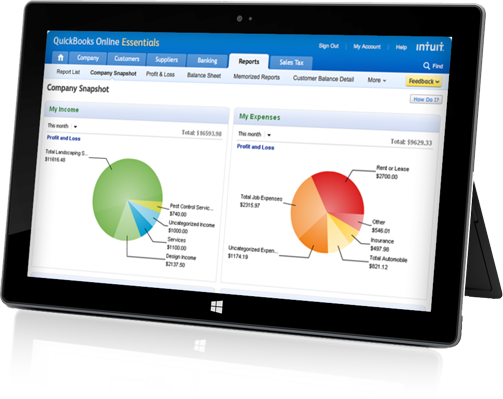 QuickBooks Online Essentials
Sign Out | My Account | Help intuit.
Company Customers Suppliers Banking Reports Sales Tax
Find
Report List Company Snapshot Profit & Loss Balance Sheet Memorized Reports Customer Balance Detail More
Feedback
Company Snapshot
How Do I?
My Income
This month
Total: $16593.98
Profit and Loss
Total Landscaping S...
$11616.48
Pest Control Servic...
$740.00
Uncategorized Income
$1000.00
Services
$1100.00
Design Income
$2137.50
My Expenses
This month
Total: $9629.33
Profit and Loss
Rent or Lease
$2700.00
Total Job Expenses
$2315.97
Other
$546.01
Insurance
$497.98
Total Automobile
$821.12
Uncategorized Expen...
$1174.19